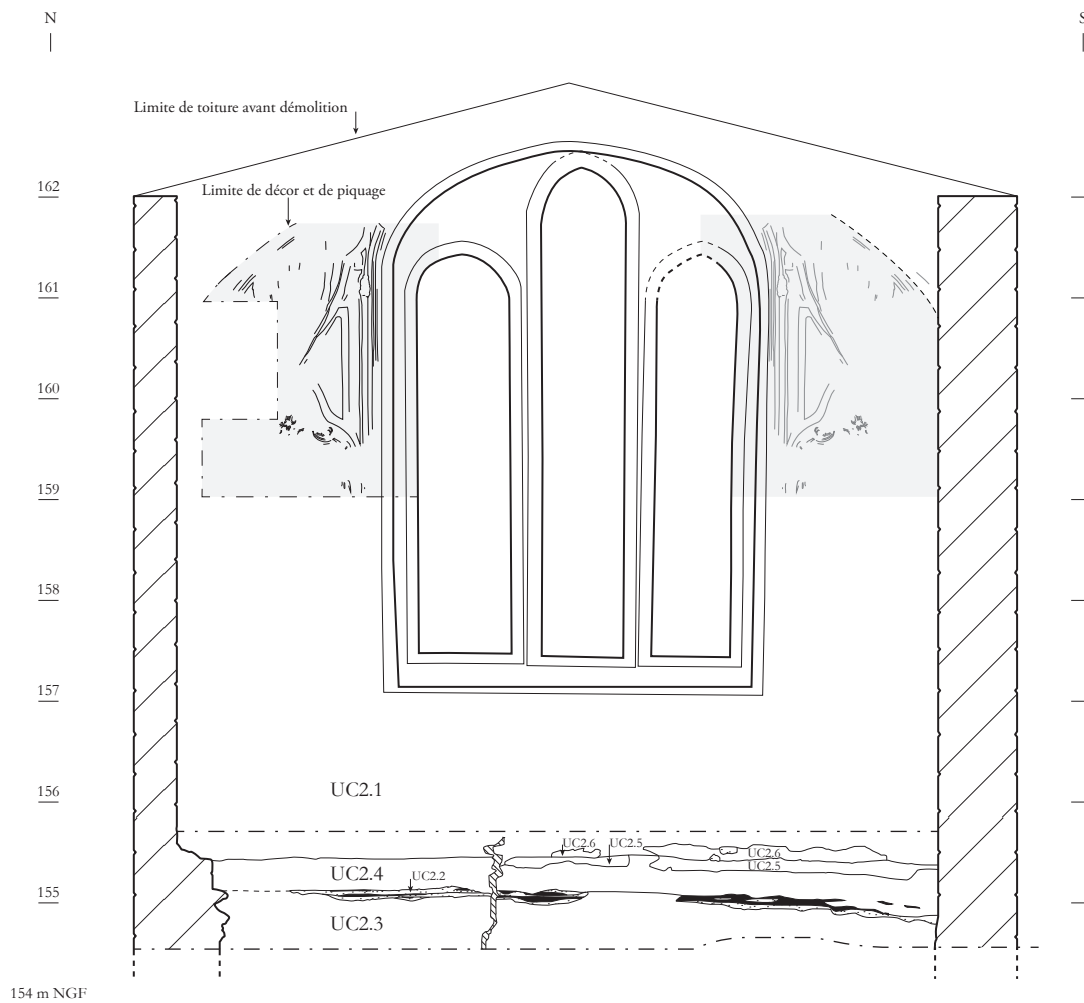 N
S
Limite de toiture avant démolition
162
Limite de décor et de piquage
161
160
159
158
157
156
UC2.1
UC2.6
UC2.5
UC2.6
UC2.5
UC2.4
UC2.2
155
UC2.3
154 m NGF